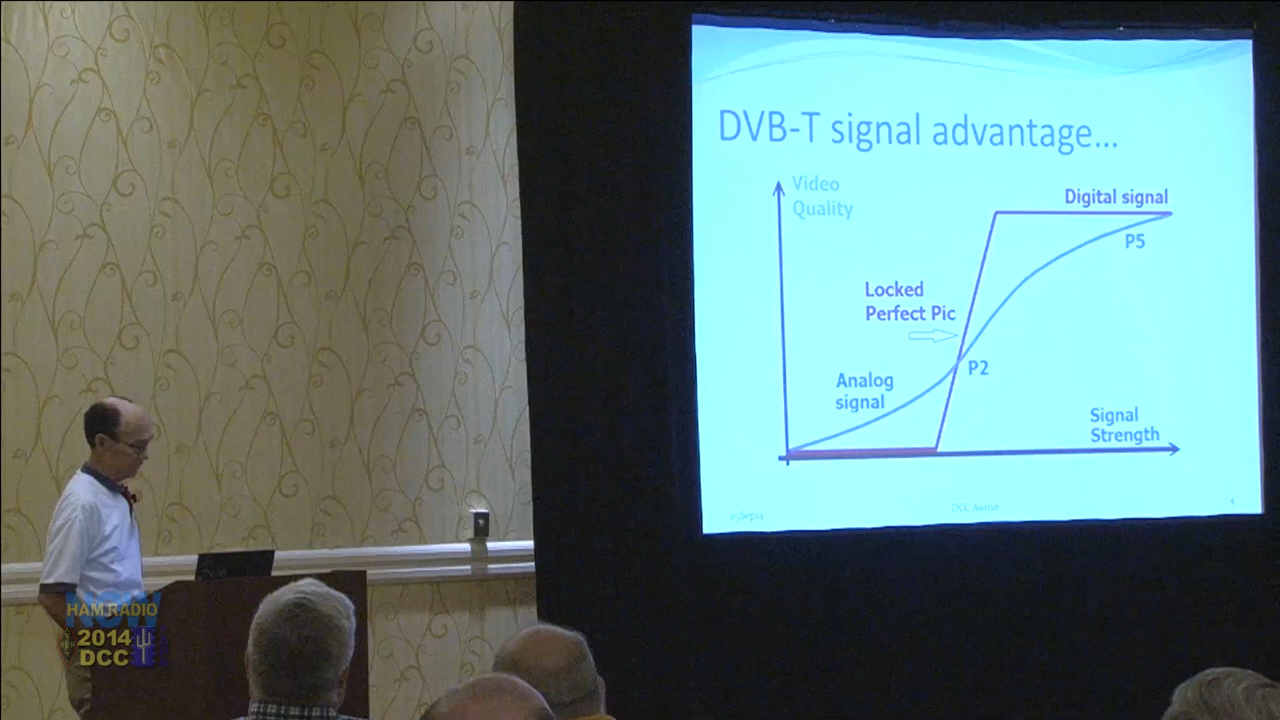 DVB-T signal advantage...
Video
Quality
Digital signal
P5
Locked
Perfect Pic
P2
Analog
signal
Signal
Strength
DCC Austin
4
NOW
HAM RADIO
2014
DCC